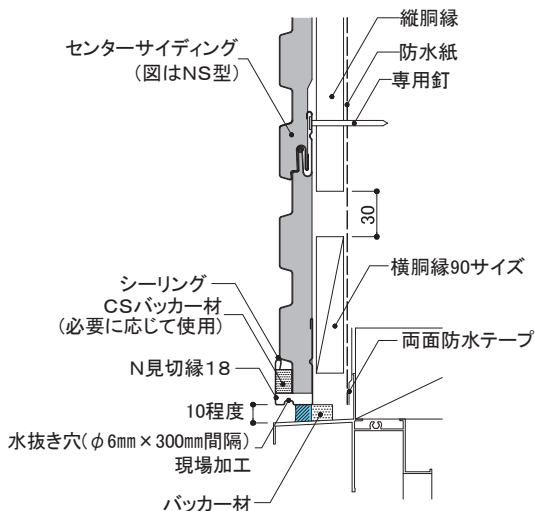 縦胴縁
センターサイディング
(図はNS型)
防水紙
専用釘
30
横胴縁90サイズ
シーリング
CSバッカー材
(必要に応じて使用)
両面防水テープ
N見切縁18
10程度
水抜き穴(φ6mm×300mm間隔)
現場加工
バッカー材